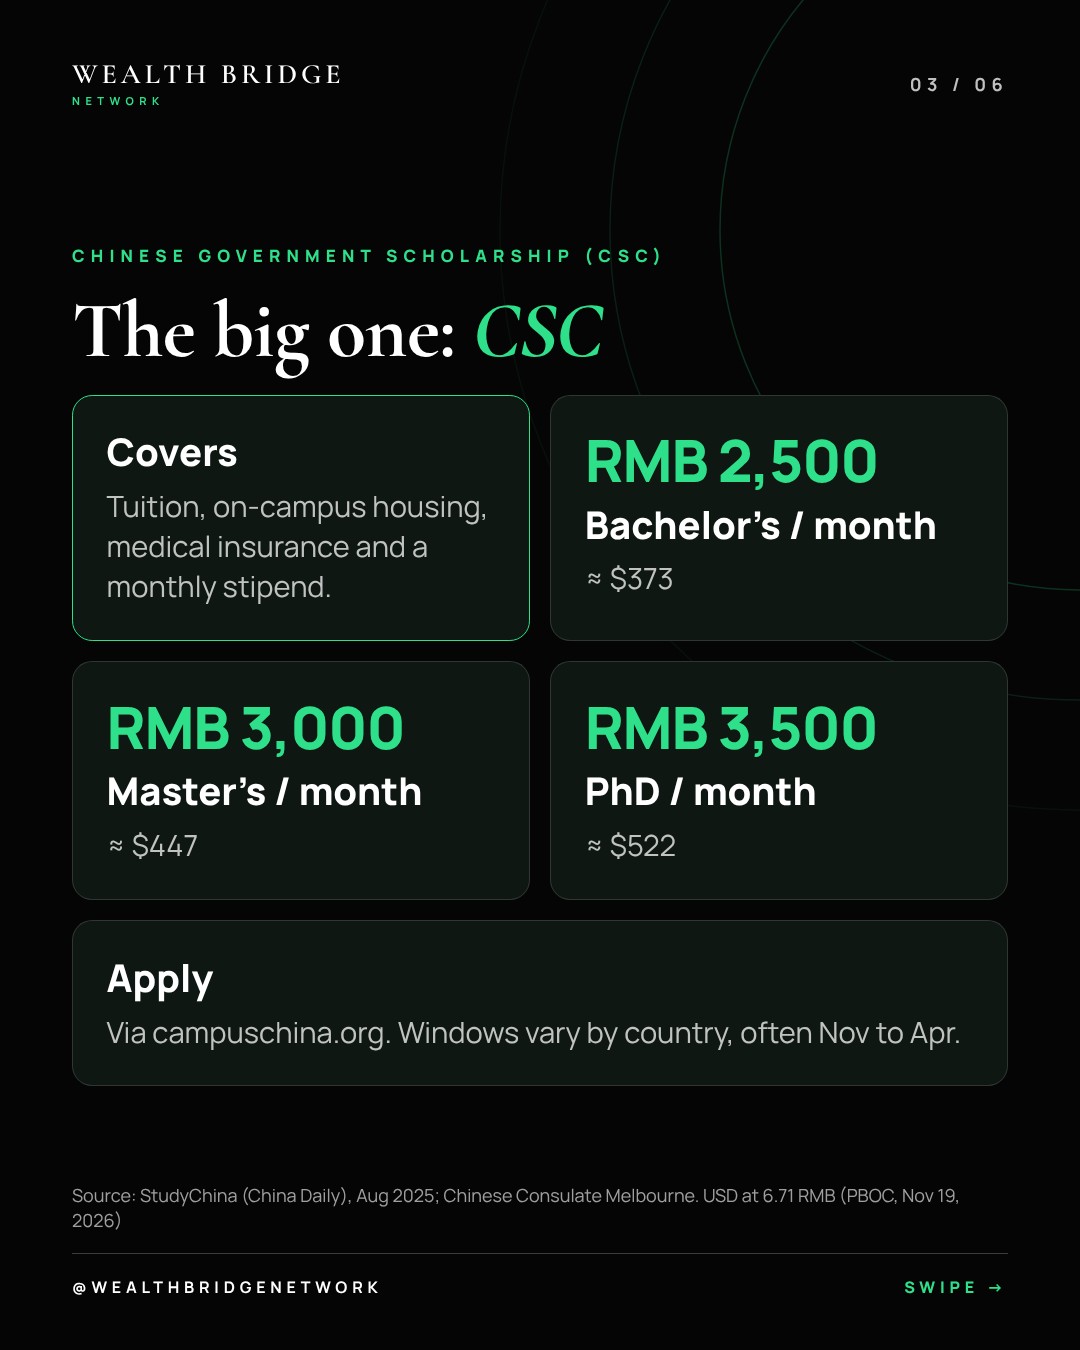 WEALTH BRIDGE
NETWORK
03 / 06
CHINESE GOVERNMENT SCHOLARSHIP (CSC)
The big one: CSC
Covers
Tuition, on-campus housing,
medical insurance and a
monthly stipend.
RMB 2,500
Bachelor’s / month
≈ $373
RMB 3,000
Master’s / month
≈ $447
RMB 3,500
PhD / month
≈ $522
Apply
Via campuschina.org. Windows vary by country, often Nov to Apr.
Source: StudyChina (China Daily), Aug 2025; Chinese Consulate Melbourne. USD at 6.71 RMB (PBOC, Nov 19,
2026)
@WEALTHBRIDGENETWORK
SWIPE →